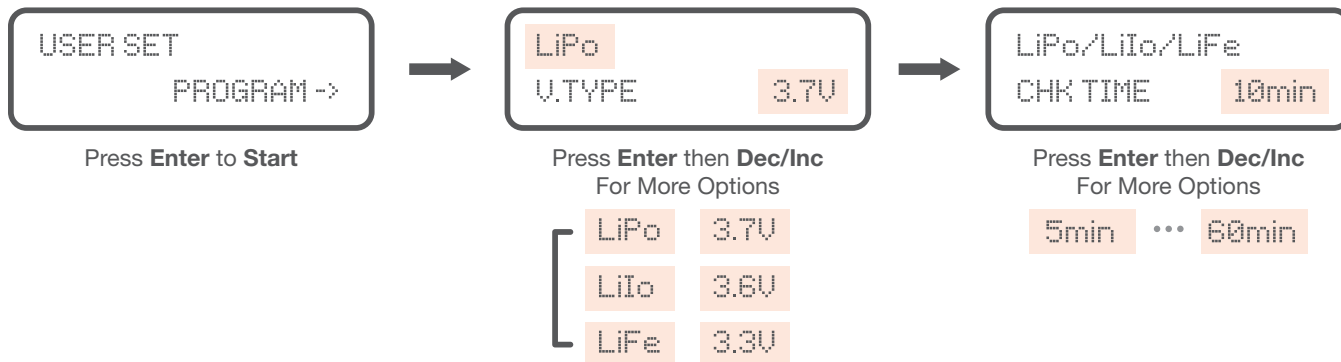 USER SET
PROGRAM ->
Press Enter to Start
LiPo
V.TYPE 3.7V
Press Enter then Dec/Inc
For More Options
LiPo 3.7V
LiIo 3.6V
LiFe 3.3V
LiPo/LiIo/LiFe
CHK TIME 10min
Press Enter then Dec/Inc
For More Options
5min ••• 60min